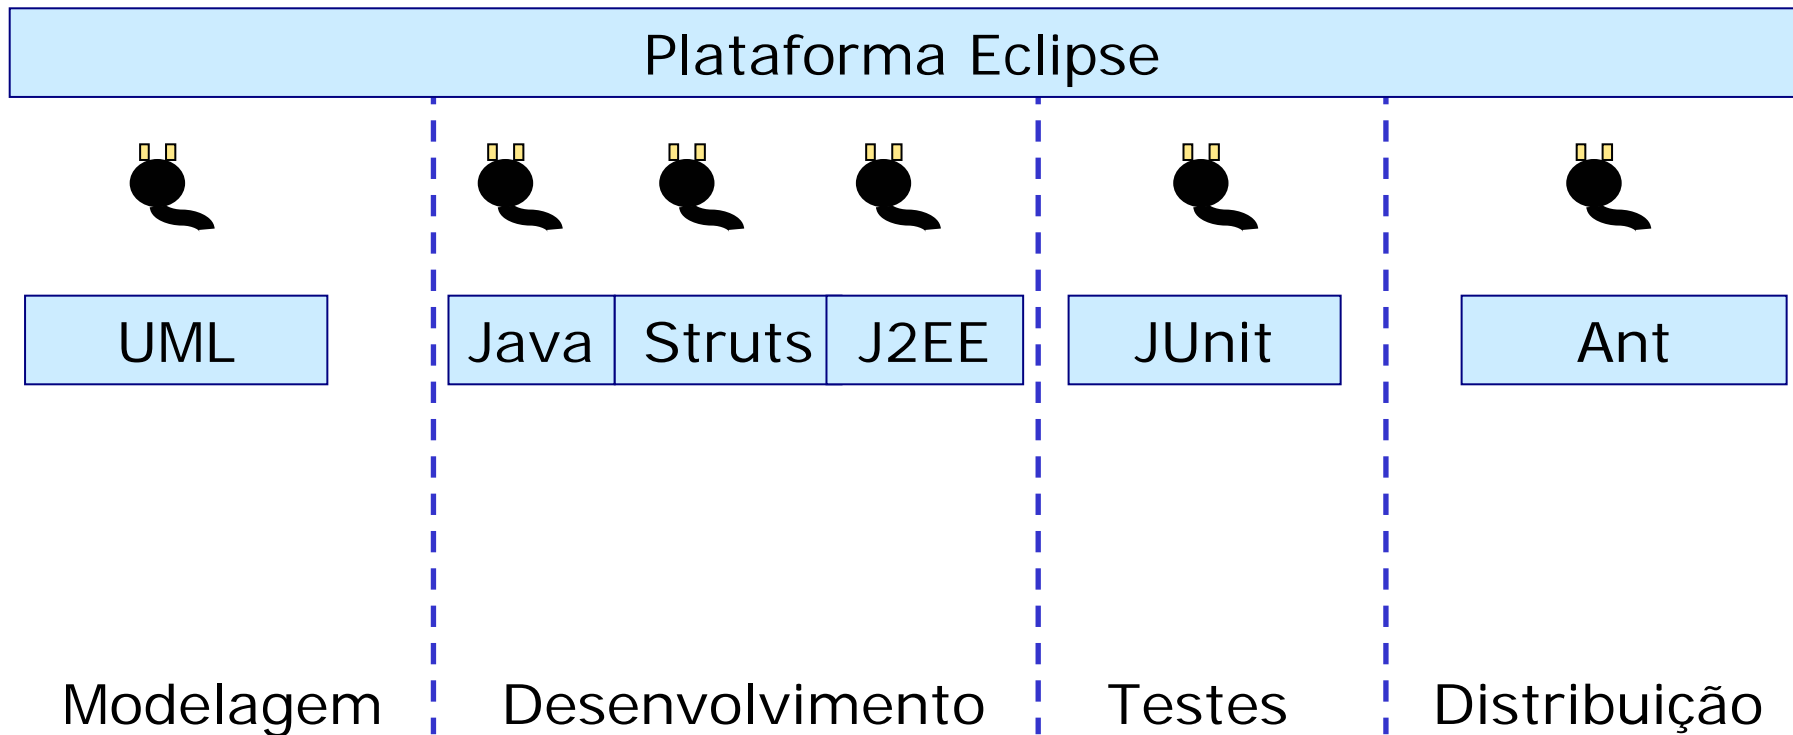 Plataforma Eclipse
UML Java Struts J2EE JUnit Ant
Modelagem Desenvolvimento Testes Distribuição